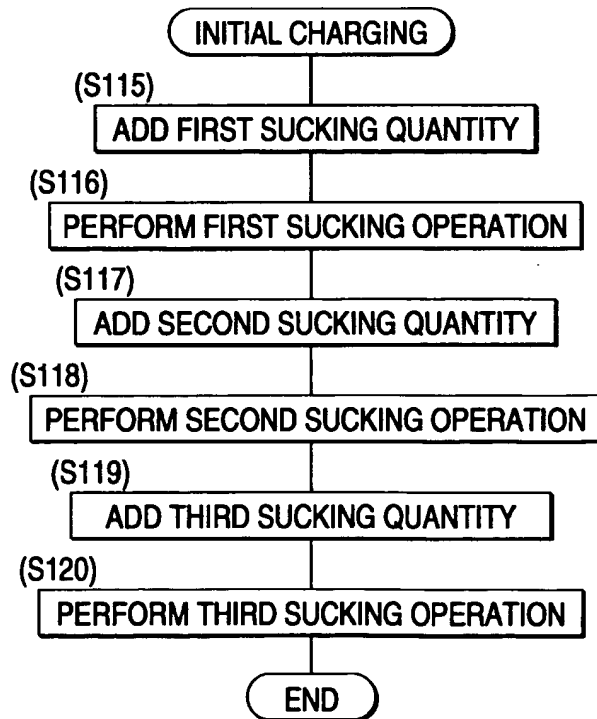 INITIAL CHARGING
(S115)
ADD FIRST SUCKING QUANTITY
(S116)
PERFORM FIRST SUCKING OPERATION
(S117)
ADD SECOND SUCKING QUANTITY
(S118)
PERFORM SECOND SUCKING OPERATION
(S119)
ADD THIRD SUCKING QUANTITY
(S120)
PERFORM THIRD SUCKING OPERATION
END